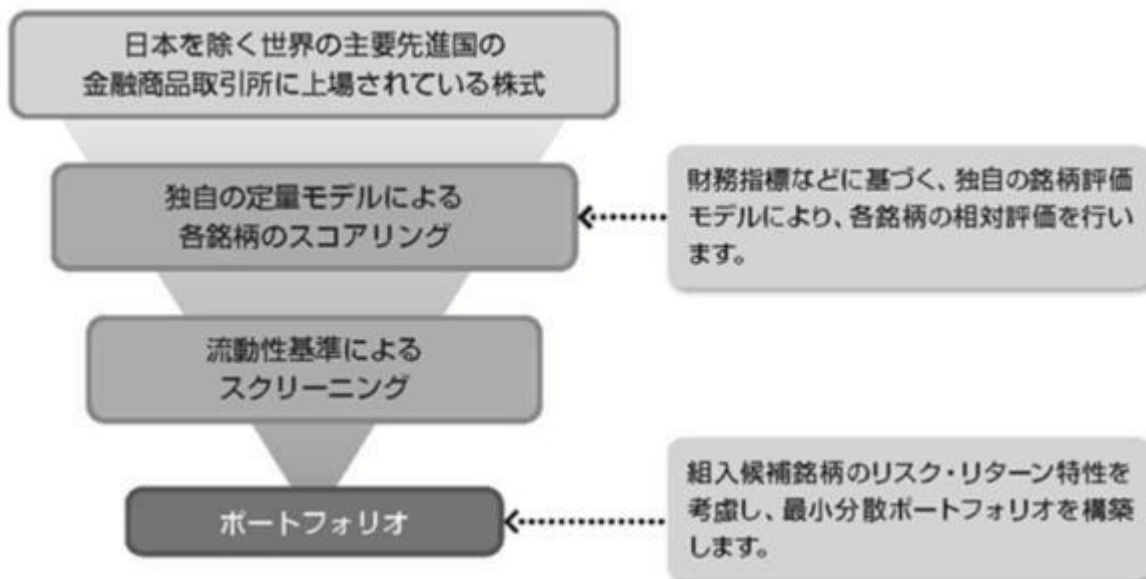 日本を除く世界の主要先進国の
金融商品取引所に上場されている株式
独自の定量モデルによる
各銘柄のスコアリング
財務指標などに基づく、独自の銘柄評価
モデルにより、各銘柄の相対評価を行い
ます。
流動性基準による
スクリーニング
ポートフォリオ
組入候補銘柄のリスク・リターン特性を
考慮し、最小分散ポートフォリオを構築
します。